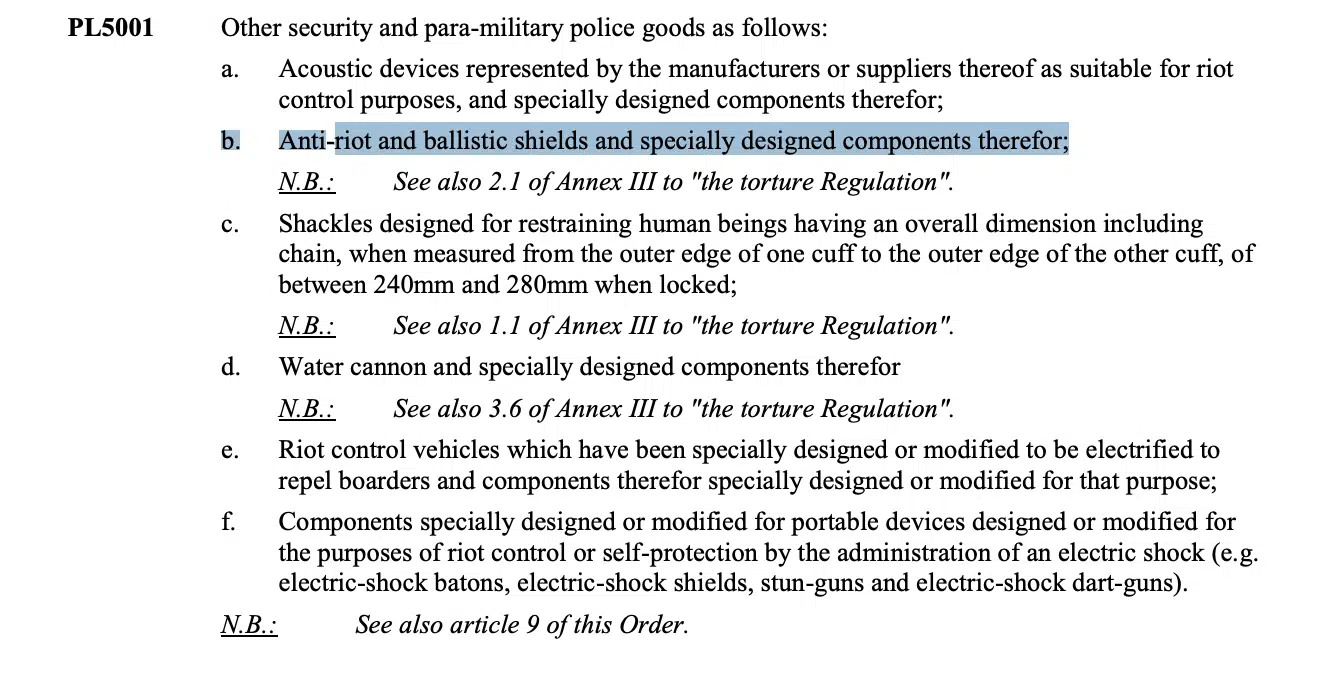 PL5001 Other security and para-military police goods as follows:
a. Acoustic devices represented by the manufacturers or suppliers thereof as suitable for riot
control purposes, and specially designed components therefor;
b. Anti-riot and ballistic shields and specially designed components therefor;
N.B.: See also 2.1 of Annex III to "the torture Regulation".
c. Shackles designed for restraining human beings having an overall dimension including
chain, when measured from the outer edge of one cuff to the outer edge of the other cuff, of
between 240mm and 280mm when locked;
N.B.: See also 1.1 of Annex III to "the torture Regulation".
d. Water cannon and specially designed components therefor
N.B.: See also 3.6 of Annex III to "the torture Regulation".
e. Riot control vehicles which have been specially designed or modified to be electrified to
repel boarders and components therefor specially designed or modified for that purpose;
f. Components specially designed or modified for portable devices designed or modified for
the purposes of riot control or self-protection by the administration of an electric shock (e.g.
electric-shock batons, electric-shock shields, stun-guns and electric-shock dart-guns).
N.B.: See also article 9 of this Order.